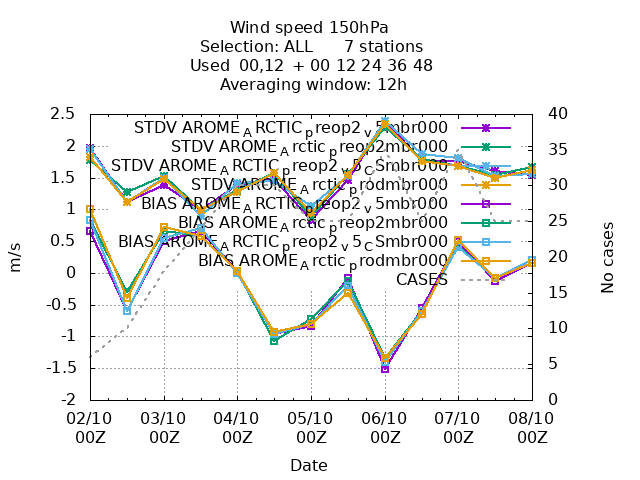 Wind speed 150hPa
Selection: ALL 7 stations
Used 00,12 + 00 12 24 36 48
Averaging window: 12h
2.5
2
1.5
1
0.5
0
-0.5
-1
-1.5
-2
m/s
40
35
30
25
20
15
10
5
0
No cases
STDV AROME_ARCTIC_preop2_v_5mbr000
STDV AROME_Arctic_preop2mbr000
STDV AROME_ARCTIC_preop2_v_5_CSmbr000
STDV AROME_Arctic_prodmbr000
BIAS AROME_ARCTIC_preop2_v_5mbr000
BIAS AROME_Arctic_preop2mbr000
BIAS AROME_ARCTIC_preop2_v_5_CSmbr000
BIAS AROME_Arctic_prodmbr000
CASES
02/10 03/10 04/10 05/10 06/10 07/10 08/10
00Z 00Z 00Z 00Z 00Z 00Z 00Z
Date